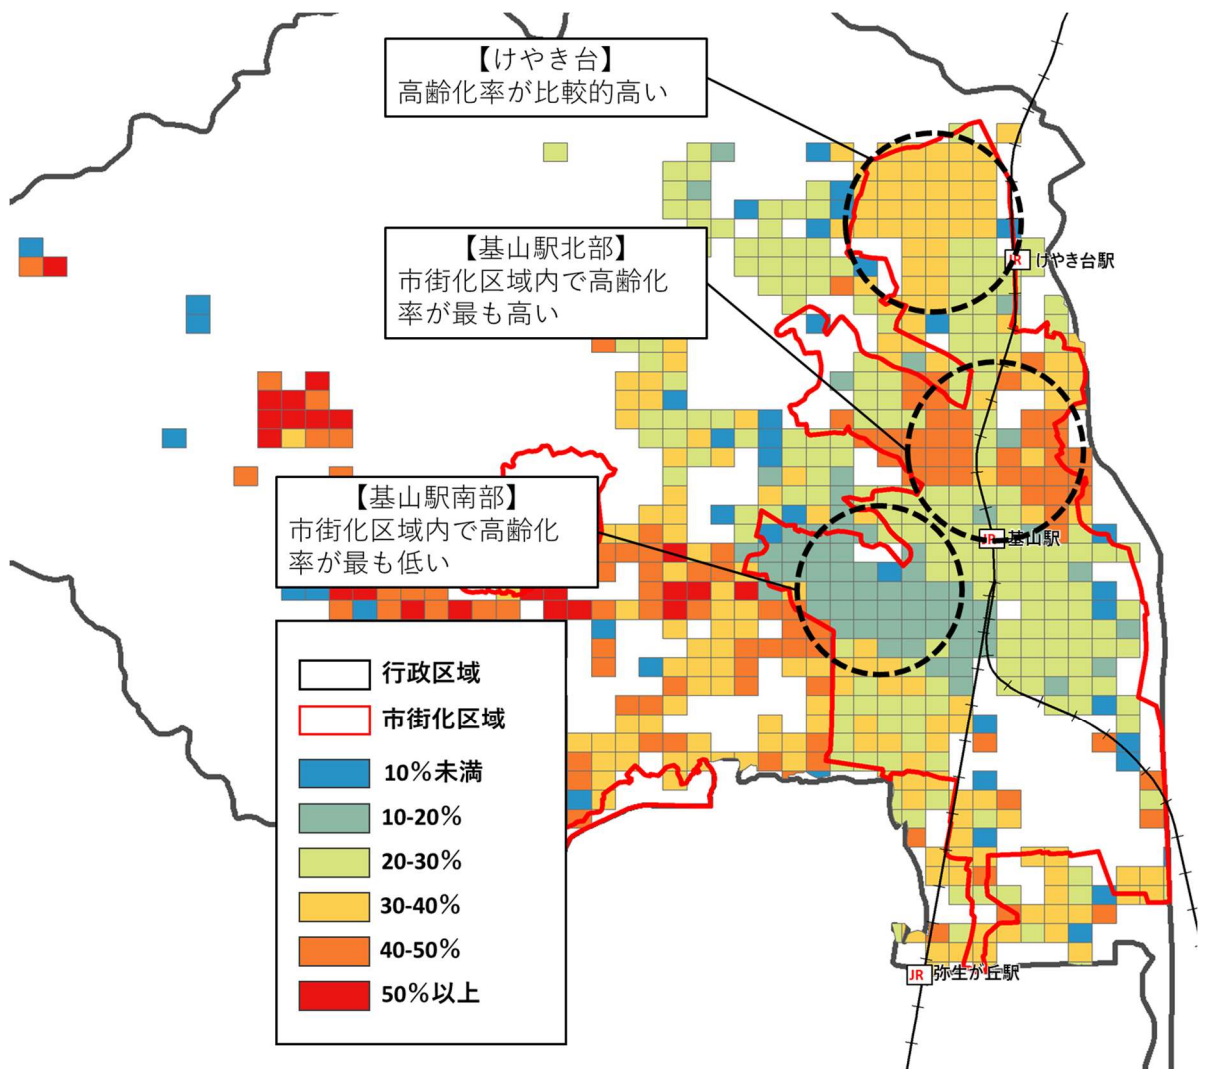 【けやき台】
高齢化率が比較的高い
【基山駅北部】
市街化区域内で高齢化
率が最も高い
JR けやき台駅
【基山駅南部】
市街化区域内で高齢化
率が最も低い
JR 基山駅
行政区域
市街化区域
10%未満
10-20%
20-30%
30-40%
40-50%
50%以上
JR 弥生が丘駅